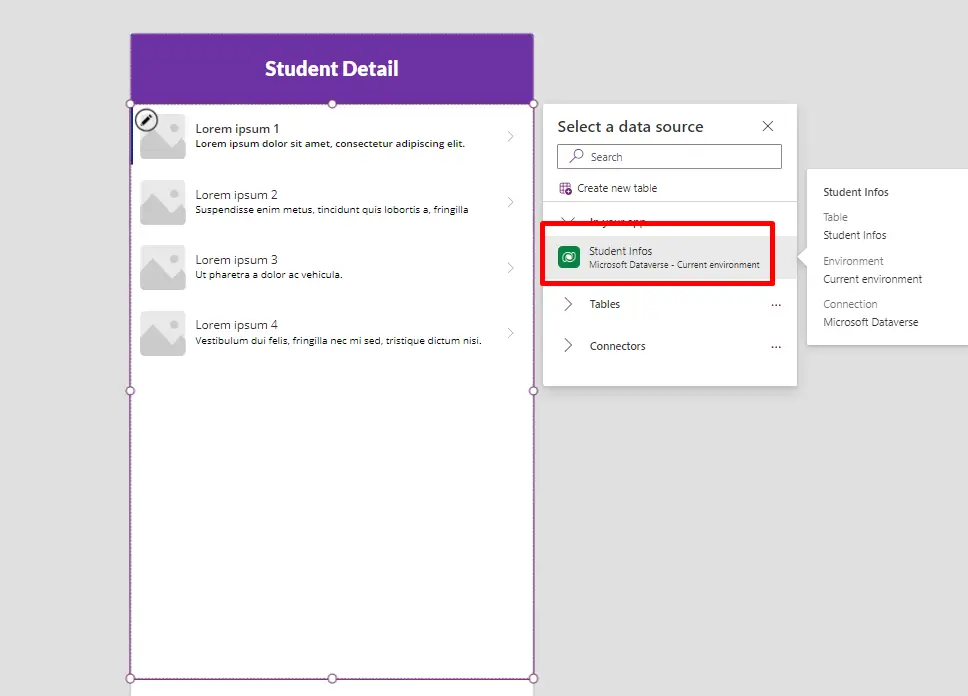 Student Detail
Lorem ipsum 1
Lorem ipsum dolor sit amet, consectetur adipiscing elit.
Lorem ipsum 2
Suspendisse enim metus, tincidunt quis lobortis a, fringilla
Lorem ipsum 3
Ut pharetra a dolor ac vehicula.
Lorem ipsum 4
Vestibulum dui felis, fringilla nec mi sed, tristique dictum nisi.
Select a data source
Search
Create new table
In your app
Student Infos
Microsoft Dataverse - Current environment
Tables
...
Connectors
...
Student Infos
Table
Student Infos
Environment
Current environment
Connection
Microsoft Dataverse